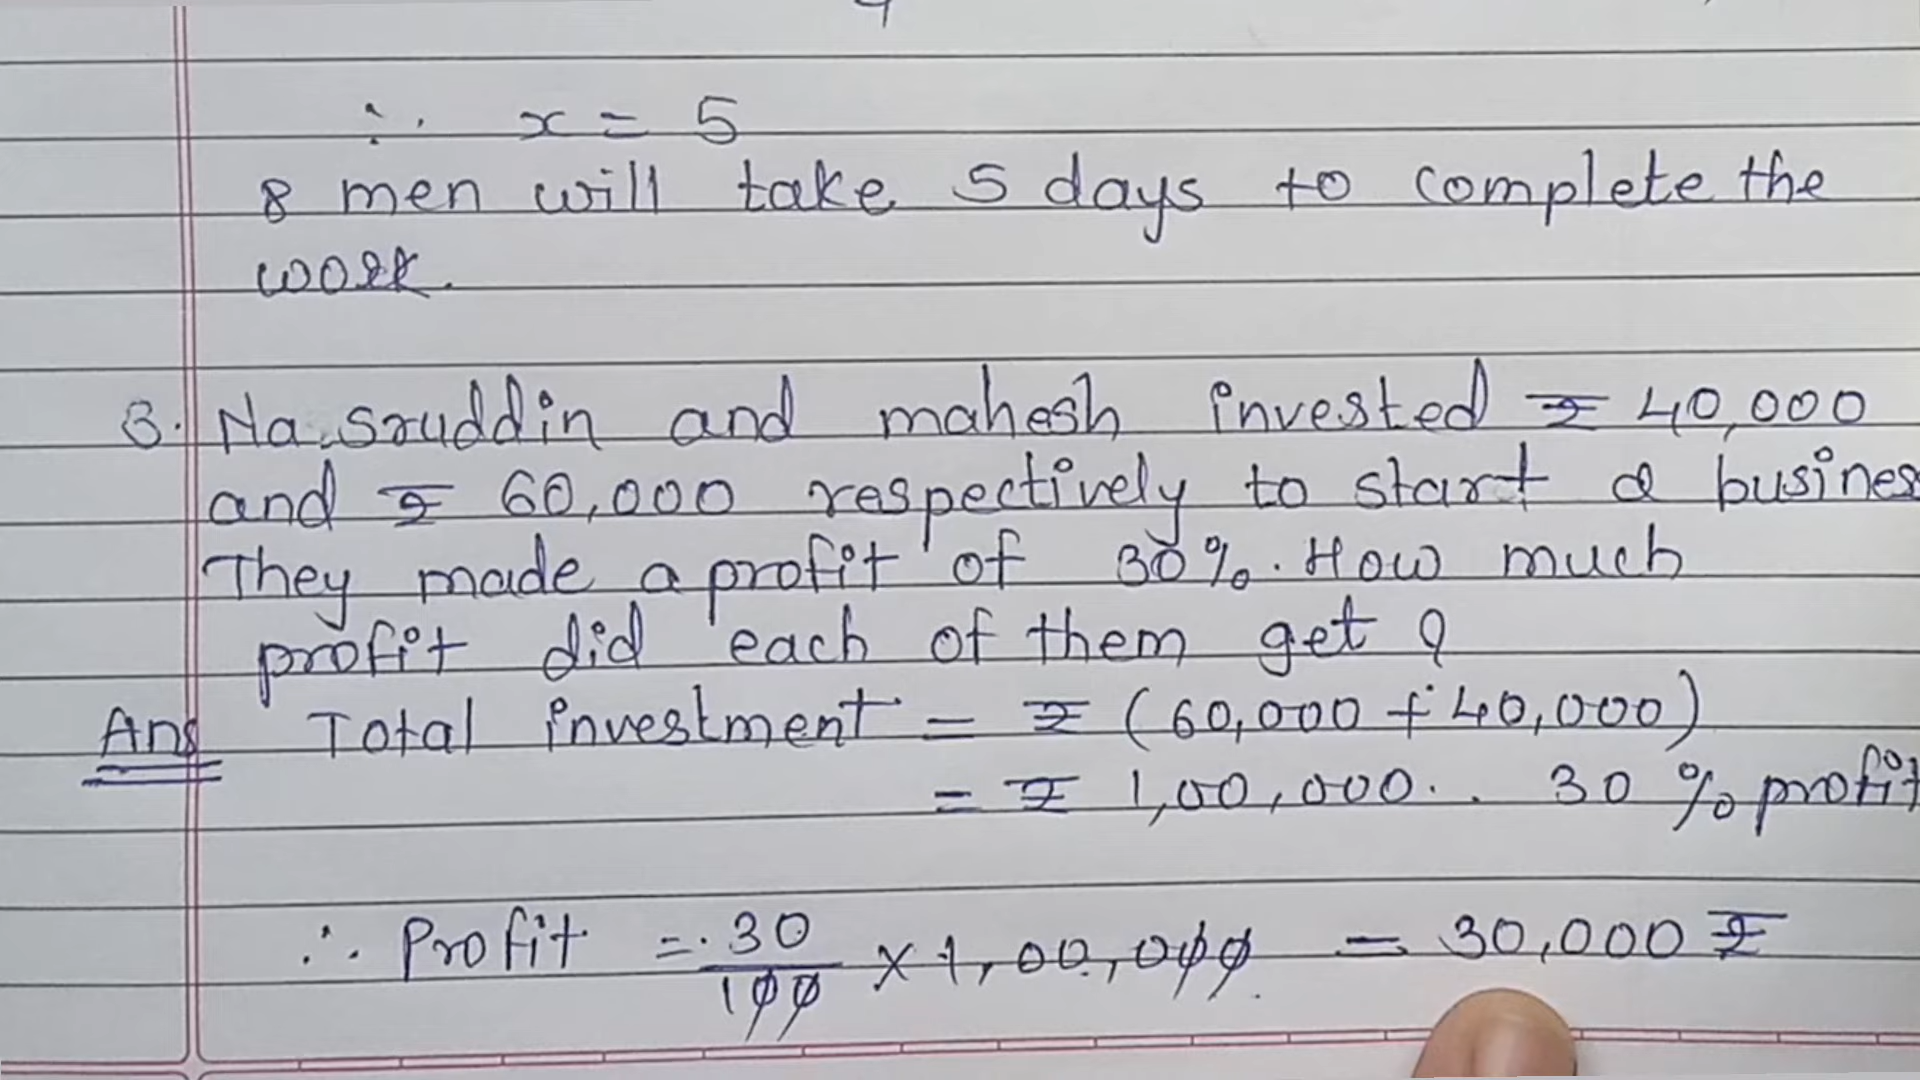 ∴ x = 5
8 men will take 5 days to complete the
work.
3. Nasruddin and mahesh invested ₹ 40,000
and ₹ 60,000 respectively to start a busines
They made a profit of 30%. How much
profit did each of them get ?
Ans Total investment = ₹ (60,000 + 40,000)
= ₹ 1,00,000. . 30 % profit
∴ Profit = 30/100 × 1,00,000 = 30,000 ₹